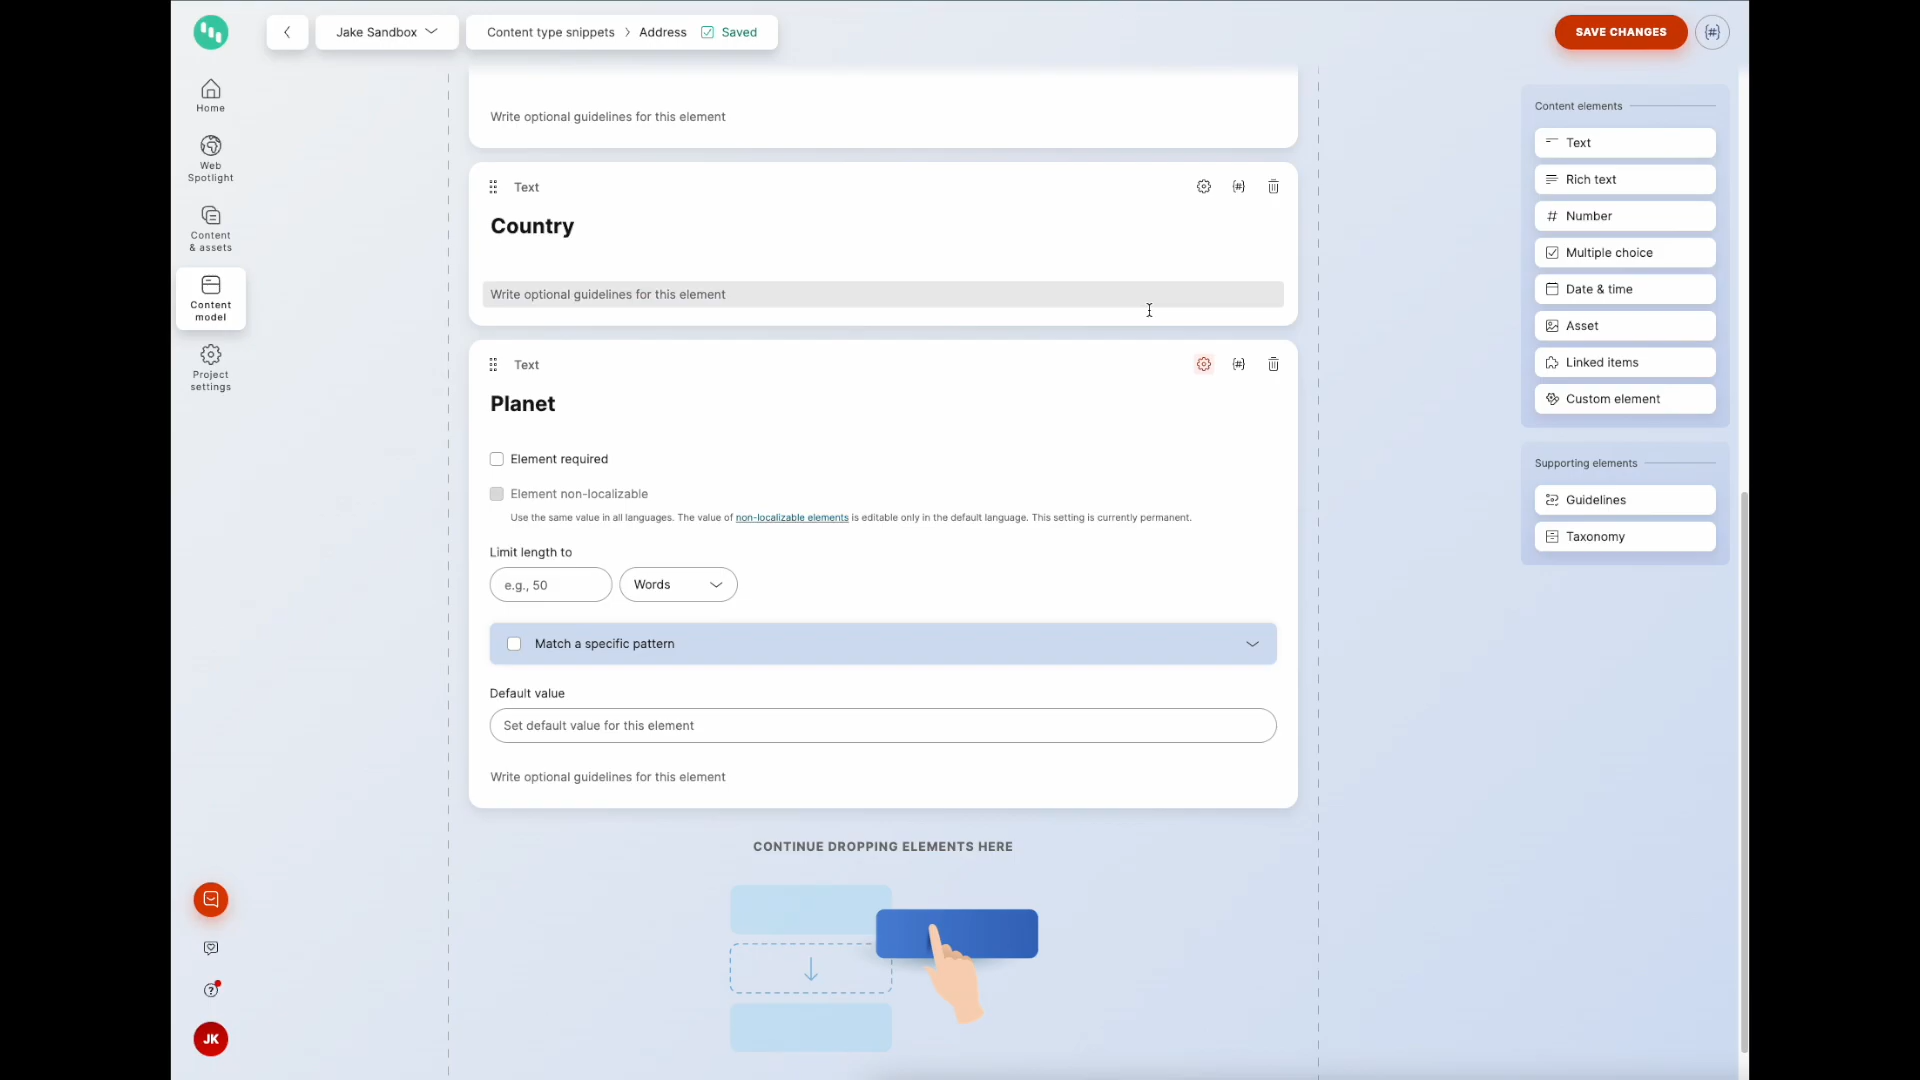 Jake Sandbox
Content type snippets > Address Saved
SAVE CHANGES
{#}
Home
Web
Spotlight
Content
& assets
Content
model
Project
settings
JK
Write optional guidelines for this element
Text
{#}
Country
Write optional guidelines for this element
Text
{#}
Planet
Element required
Element non-localizable
Use the same value in all languages. The value of non-localizable elements is editable only in the default language. This setting is currently permanent.
Limit length to
e.g., 50
Words
Match a specific pattern
Default value
Set default value for this element
Write optional guidelines for this element
CONTINUE DROPPING ELEMENTS HERE
Content elements
Text
Rich text
# Number
Multiple choice
Date & time
Asset
Linked items
Custom element
Supporting elements
Guidelines
Taxonomy